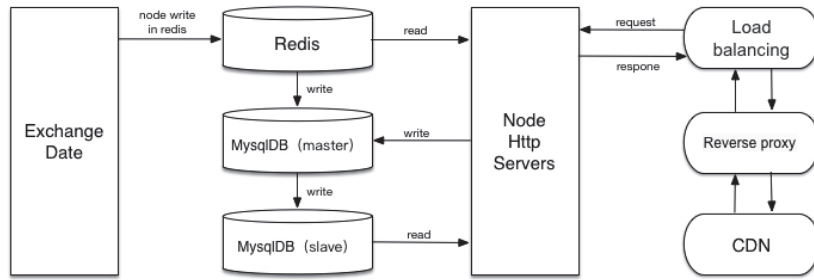 node write
in redis
Redis
read
request
respone
Load
balancing
write
Exchange
Date
MysqlDB（master）
write
Node
Http
Servers
Reverse proxy
write
MysqlDB（slave）
read
CDN